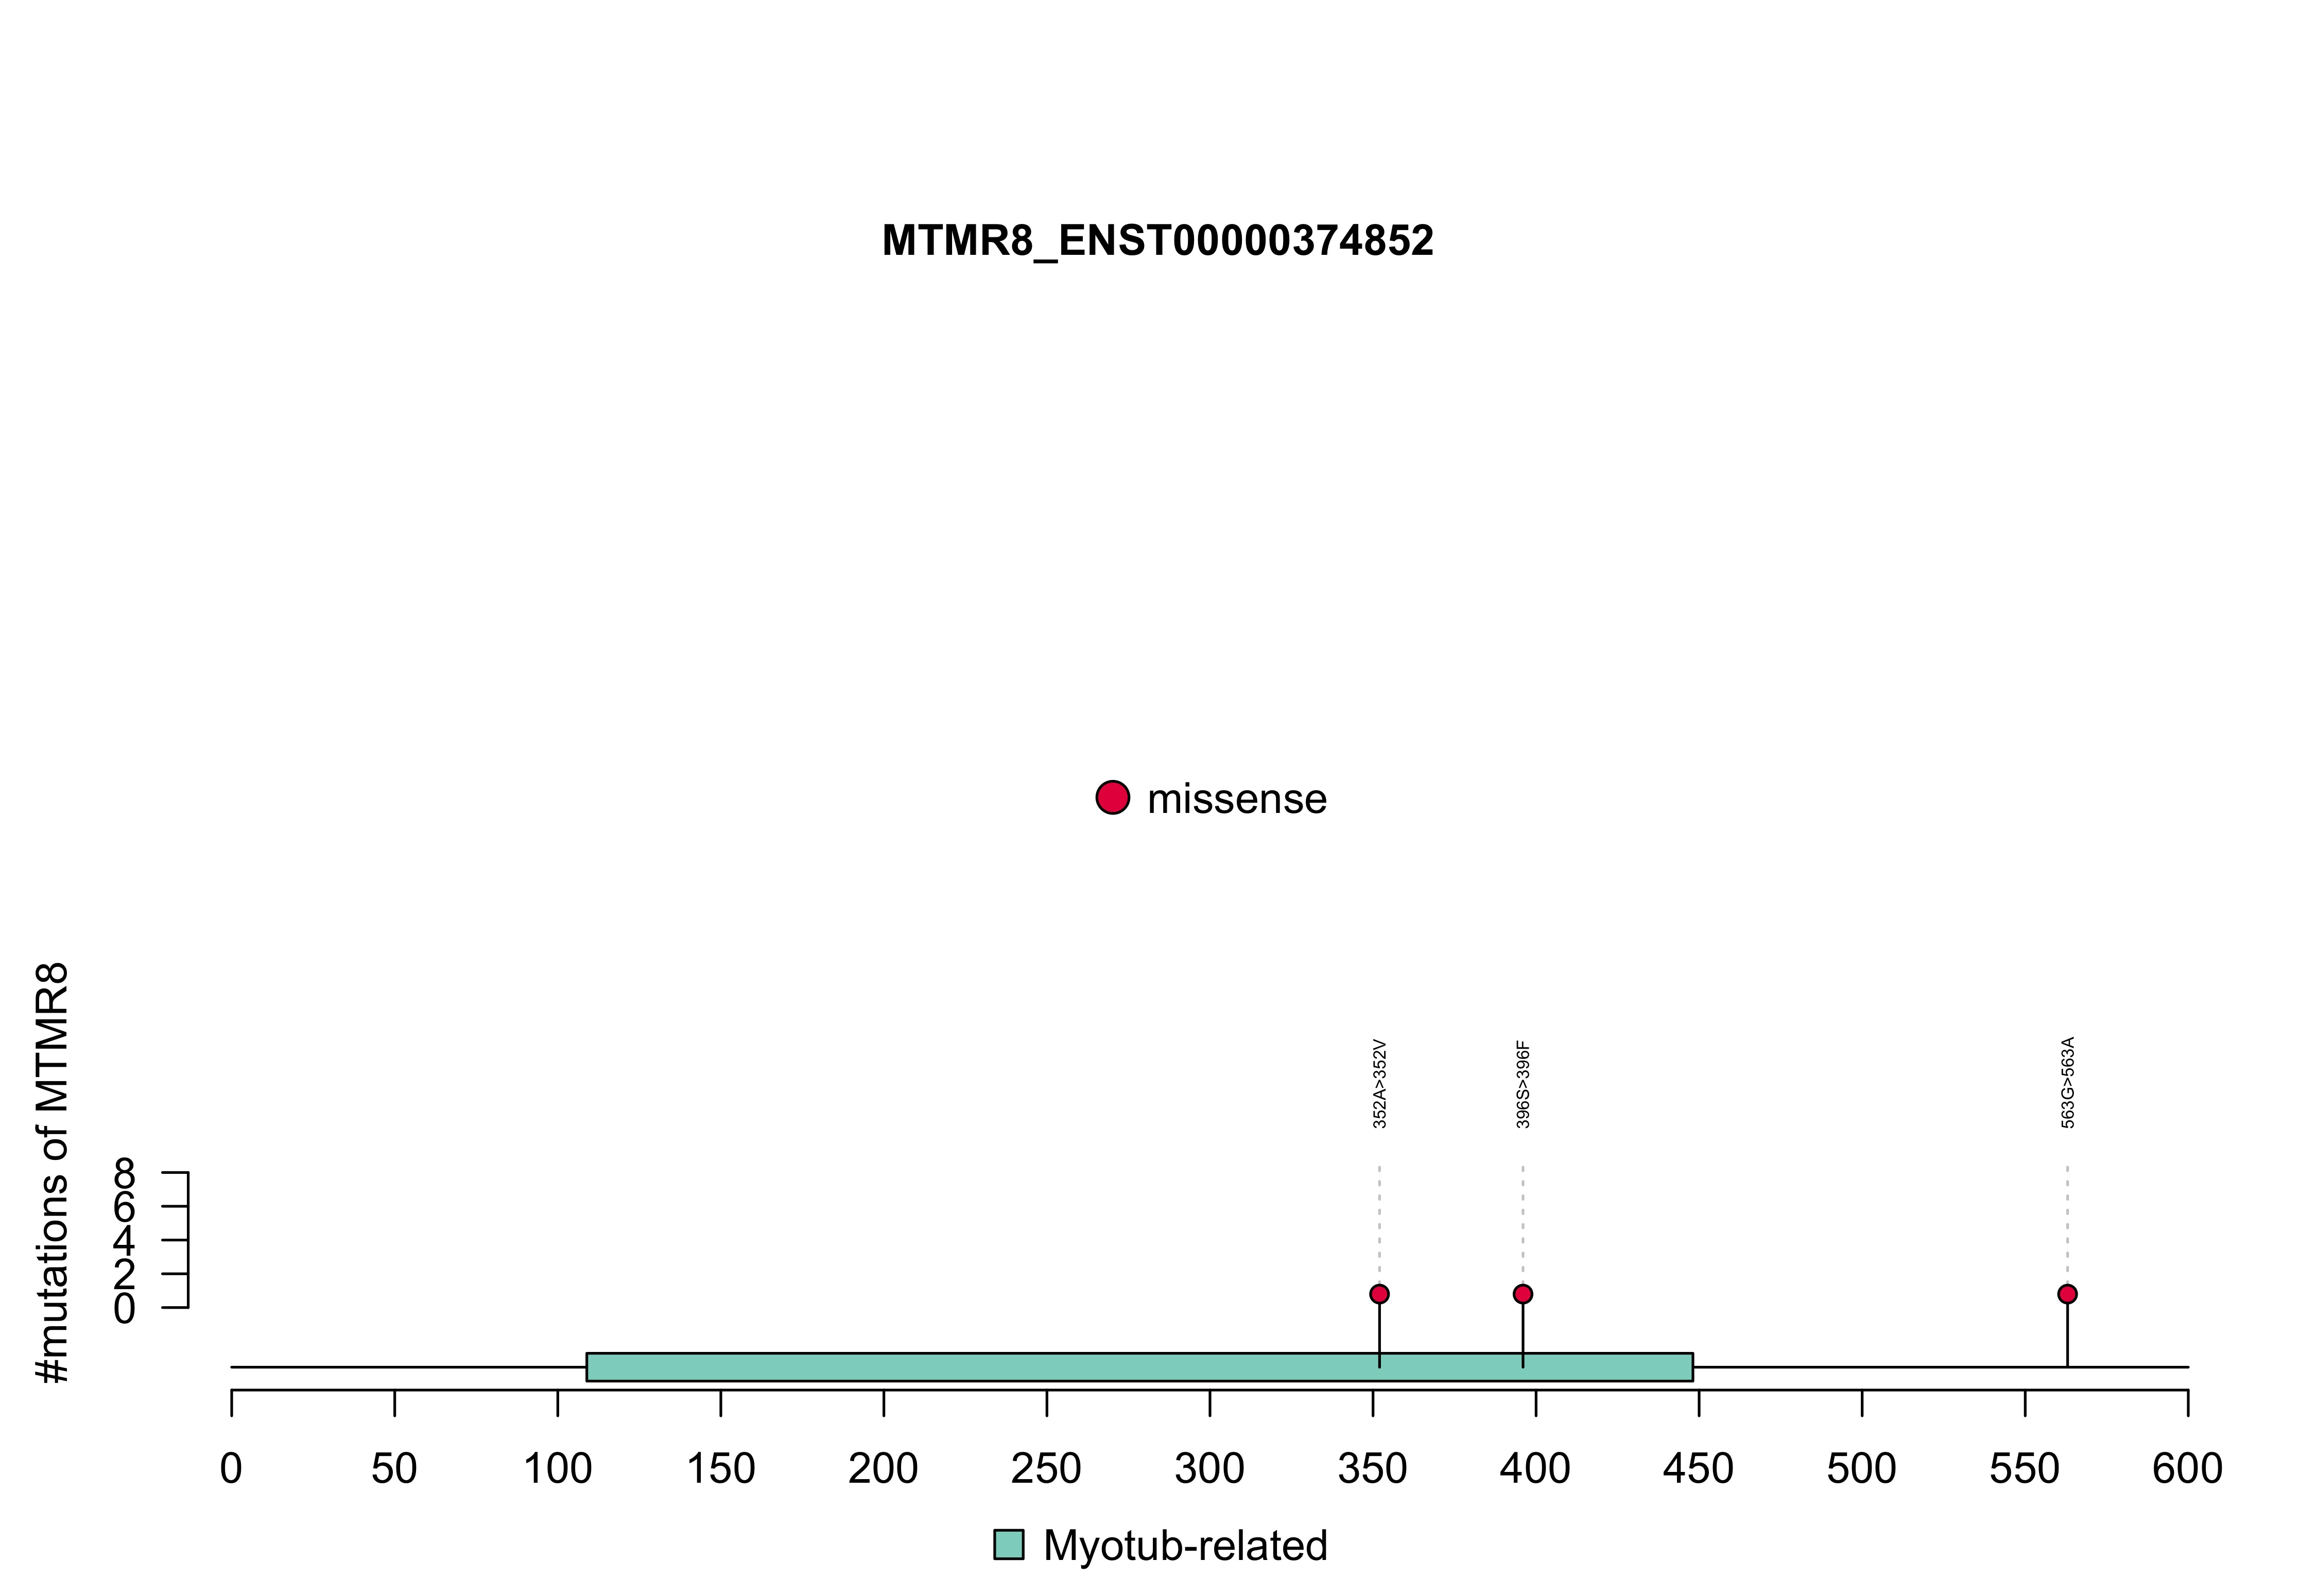 MTMR8_ENST00000374852
missense
#mutations of MTMR8
352A>352V
396S>396F
563G>563A
8
6
4
2
0
0 50 100 150 200 250 300 350 400 450 500 550 600
Myotub-related